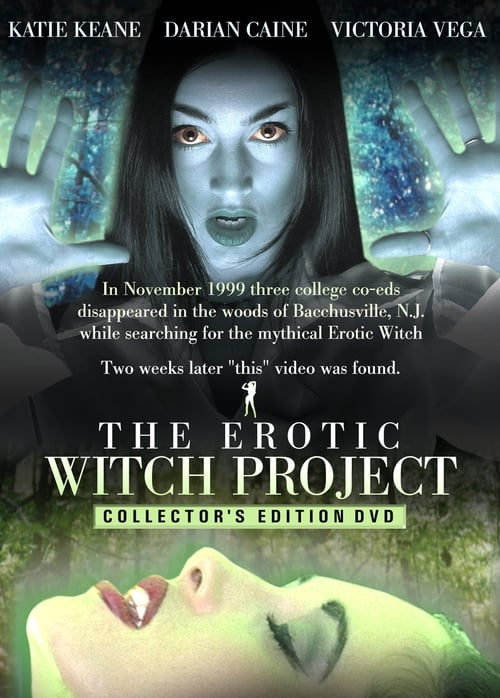 KATIE KEANE DARIAN CAINE VICTORIA VEGA
In November 1999 three college co-eds
disappeared in the woods of Bacchusville, N.J.
while searching for the mythical Erotic Witch
Two weeks later "this" video was found.
THE EROTIC
WITCH PROJECT
COLLECTOR'S EDITION DVD